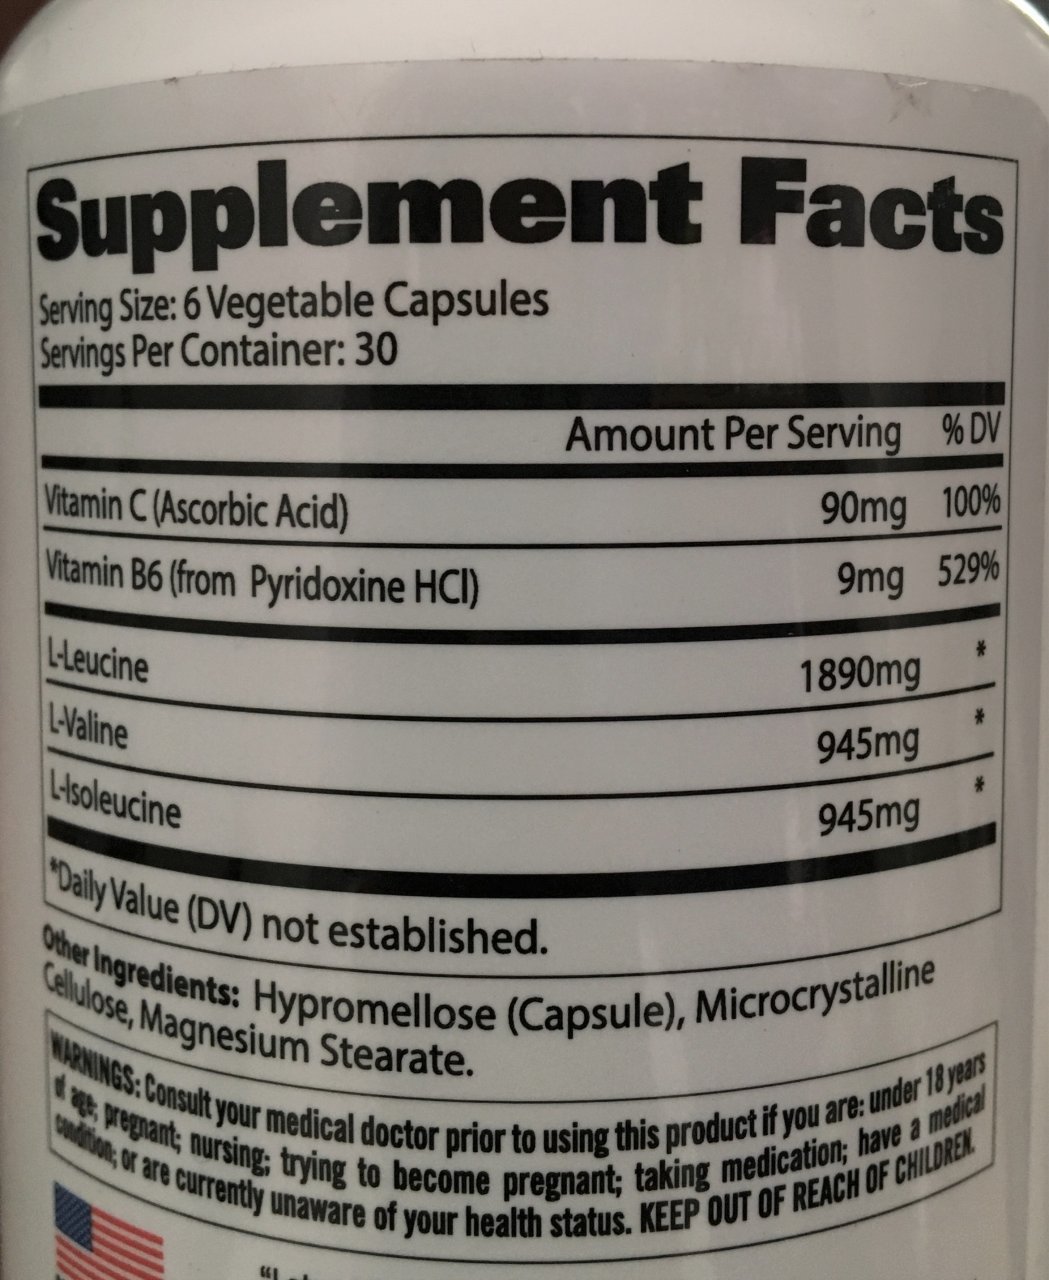 Supplement Facts
Serving Size: 6 Vegetable Capsules
Servings Per Container: 30
Amount Per Serving % DV
Vitamin C (Ascorbic Acid) 90mg 100%
Vitamin B6 (from Pyridoxine HCl) 9mg 529%
L-Leucine 1890mg *
L-Valine 945mg *
L-Isoleucine 945mg *
*Daily Value (DV) not established.
Other Ingredients: Hypromellose (Capsule), Microcrystalline
Cellulose, Magnesium Stearate.
WARNINGS: Consult your medical doctor prior to using this product if you are: under 18 years
of age; pregnant; nursing; trying to become pregnant; taking medication; have a medical
condition; or are currently unaware of your health status. KEEP OUT OF REACH OF CHILDREN.